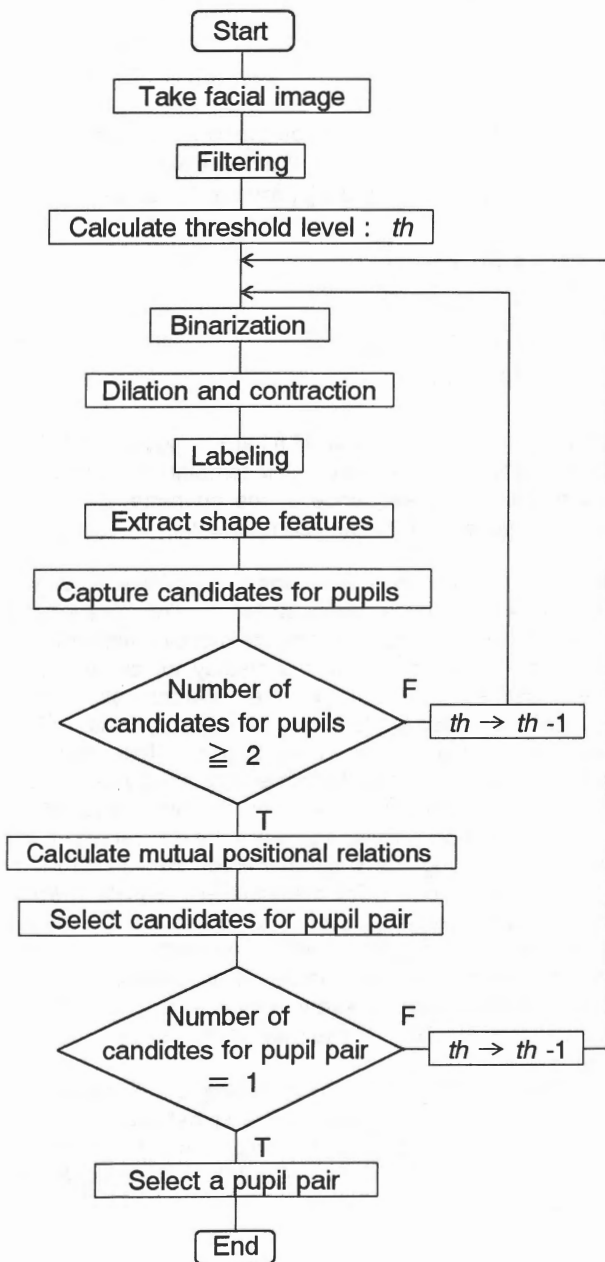 Start
Take facial image
Filtering
Calculate threshold level : th
Binarization
Dilation and contraction
Labeling
Extract shape features
Capture candidates for pupils
Number of
candidates for pupils
≧ 2
F
th → th -1
T
Calculate mutual positional relations
Select candidates for pupil pair
Number of
candidtes for pupil pair
= 1
F
th → th -1
T
Select a pupil pair
End